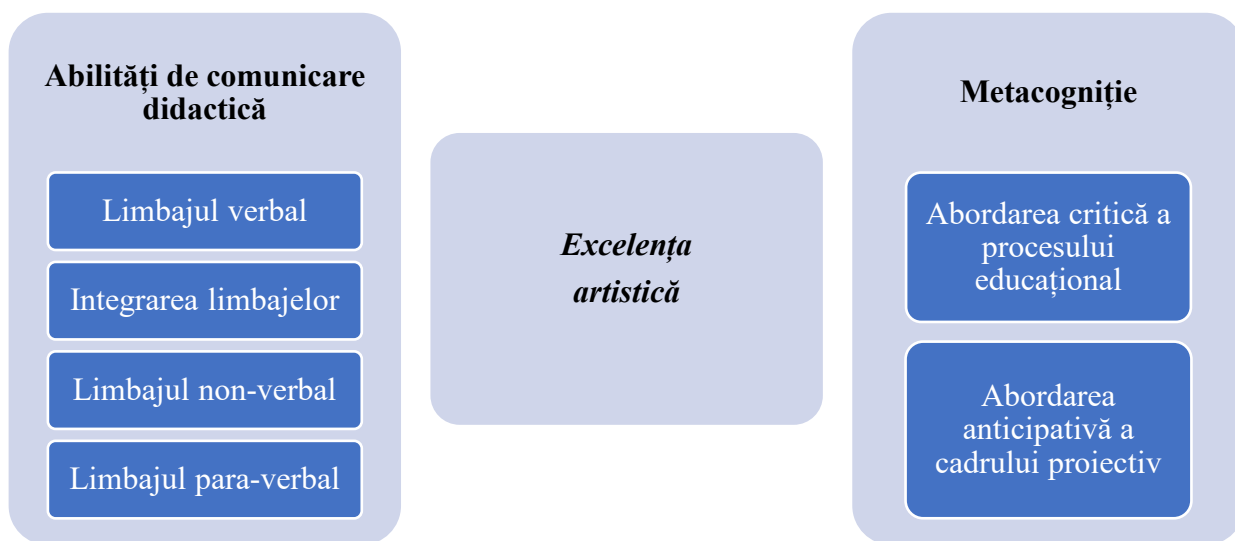 Abilități de comunicare
didactică
Limbajul verbal
Integrarea limbajelor
Limbajul non-verbal
Limbajul para-verbal
Excelența
artistică
Metacogniție
Abordarea critică a
procesului
educațional
Abordarea
anticipativă a
cadrului proiectiv